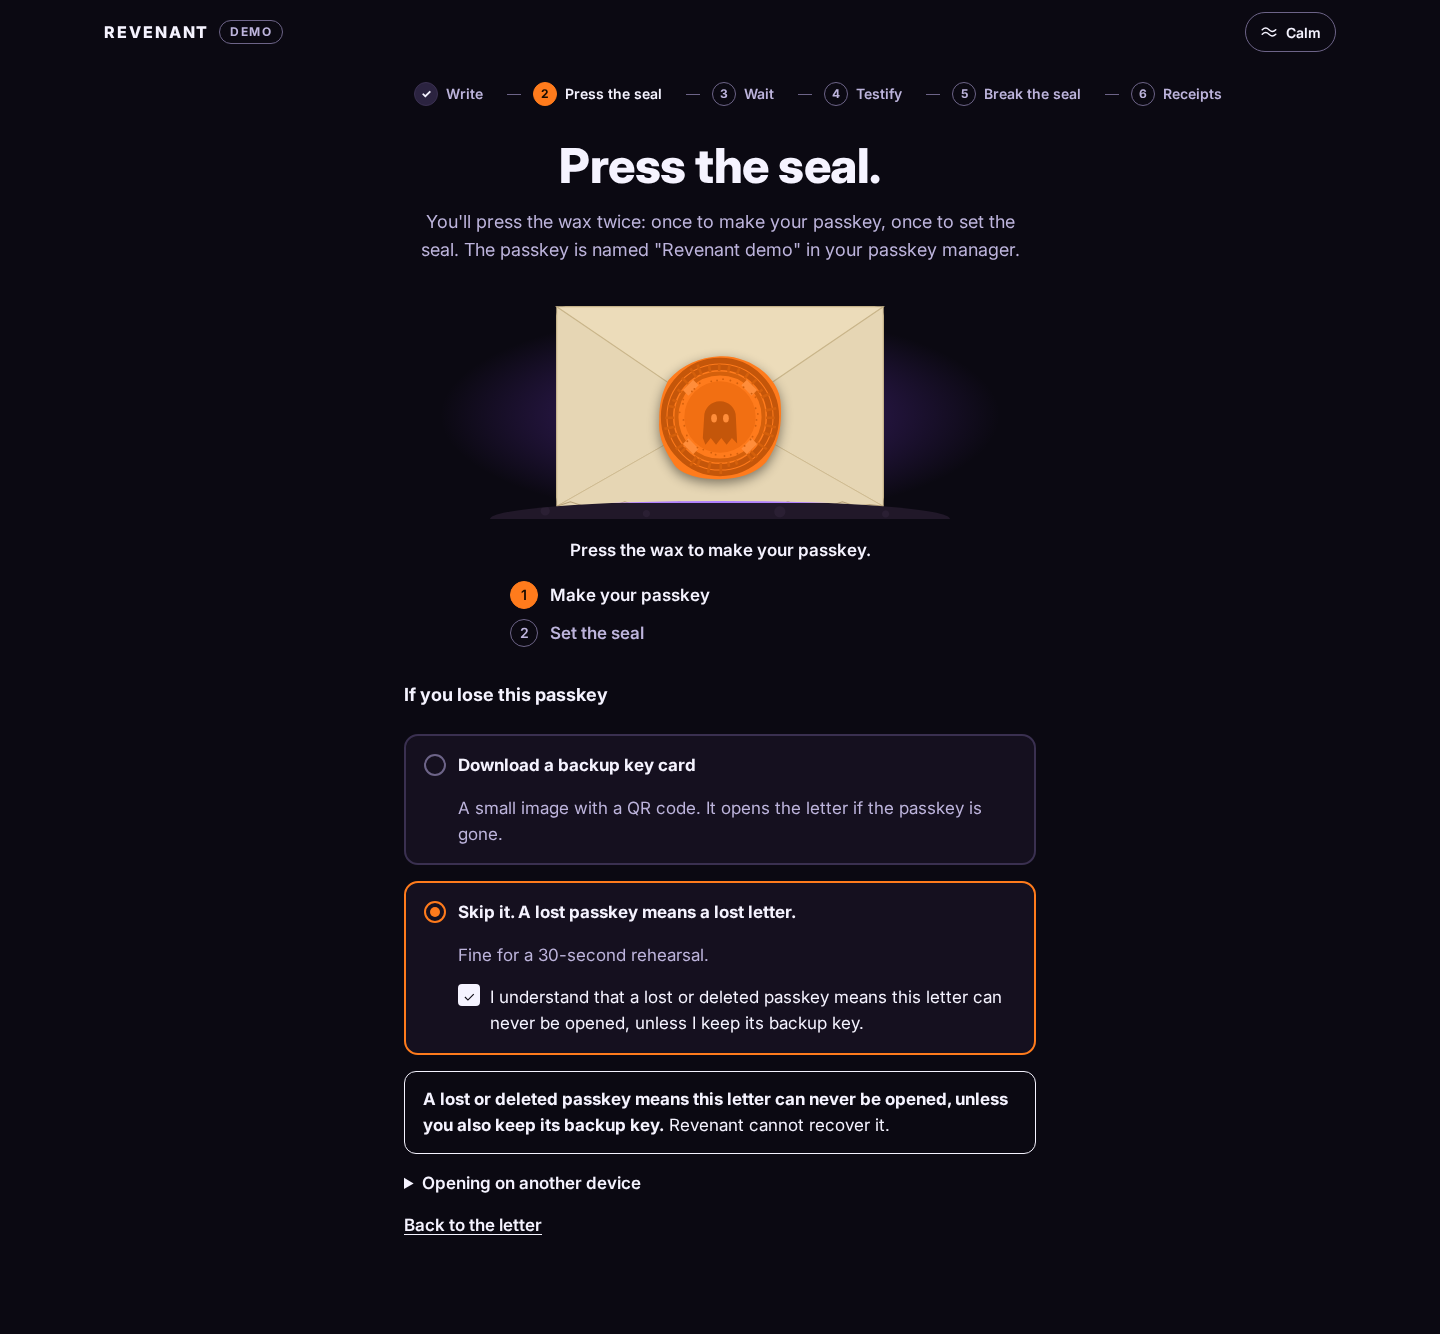 REVENANT DEMO
Calm
Write
2 Press the seal
3 Wait
4 Testify
5 Break the seal
6 Receipts
Press the seal.
You'll press the wax twice: once to make your passkey, once to set the
seal. The passkey is named "Revenant demo" in your passkey manager.
Press the wax to make your passkey.
1 Make your passkey
2 Set the seal
If you lose this passkey
Download a backup key card
A small image with a QR code. It opens the letter if the passkey is
gone.
Skip it. A lost passkey means a lost letter.
Fine for a 30-second rehearsal.
I understand that a lost or deleted passkey means this letter can
never be opened, unless I keep its backup key.
A lost or deleted passkey means this letter can never be opened, unless
you also keep its backup key. Revenant cannot recover it.
Opening on another device
Back to the letter